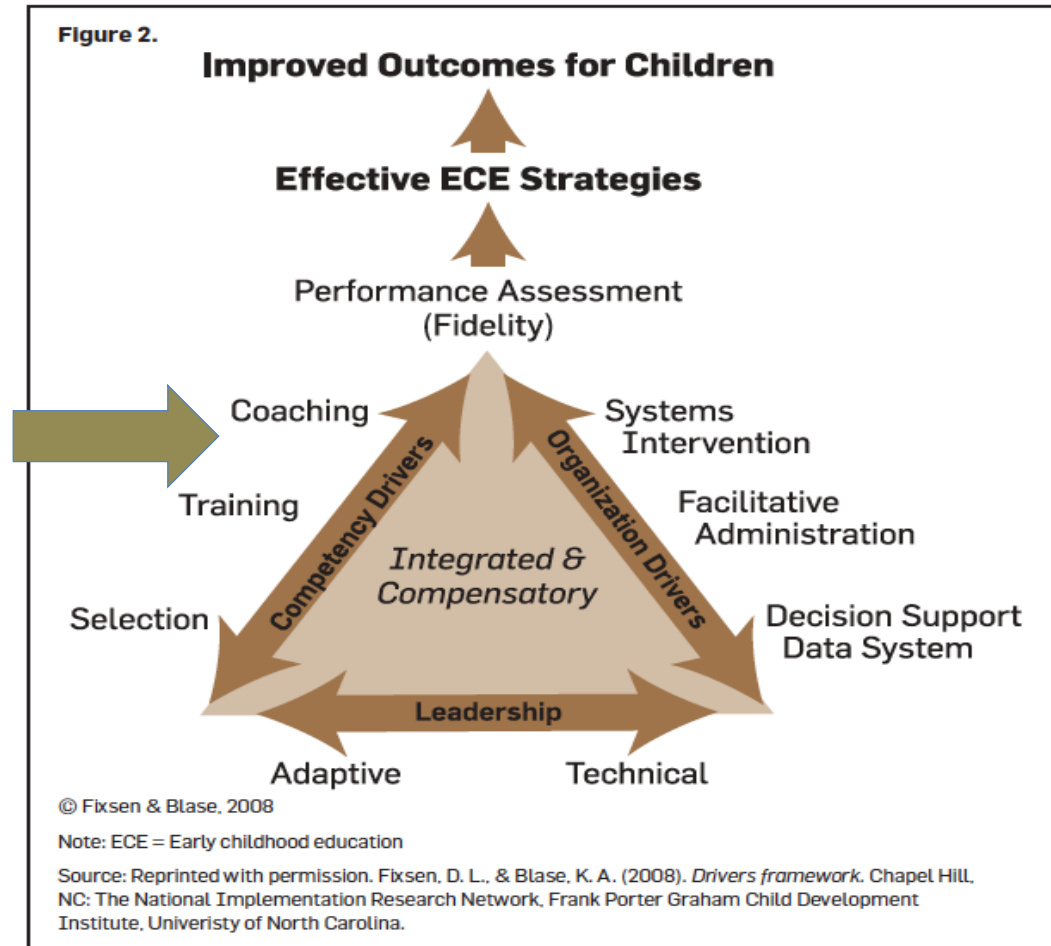 Figure 2.
Improved Outcomes for Children
Effective ECE Strategies
Performance Assessment
(Fidelity)
Coaching
Training
Selection
Competency Drivers
Systems
Intervention
Facilitative
Administration
Decision Support
Data System
Organization Drivers
Integrated &
Compensatory
Leadership
Adaptive
Technical
© Fixsen & Blase, 2008
Note: ECE = Early childhood education
Source: Reprinted with permission. Fixsen, D. L., & Blase, K. A. (2008). Drivers framework. Chapel Hill,
NC: The National Implementation Research Network, Frank Porter Graham Child Development
Institute, Univeristy of North Carolina.